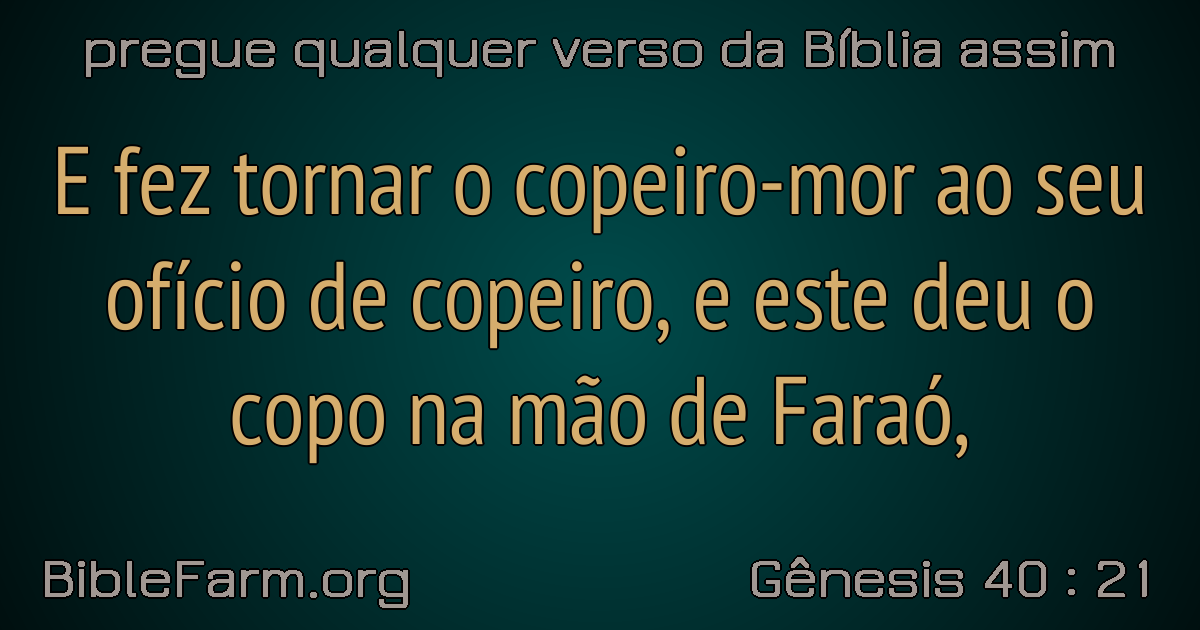 pregue qualquer verso da Bíblia assim
E fez tornar o copeiro-mor ao seu
ofício de copeiro, e este deu o
copo na mão de Faraó,
BibleFarm.org
Gênesis 40 : 21